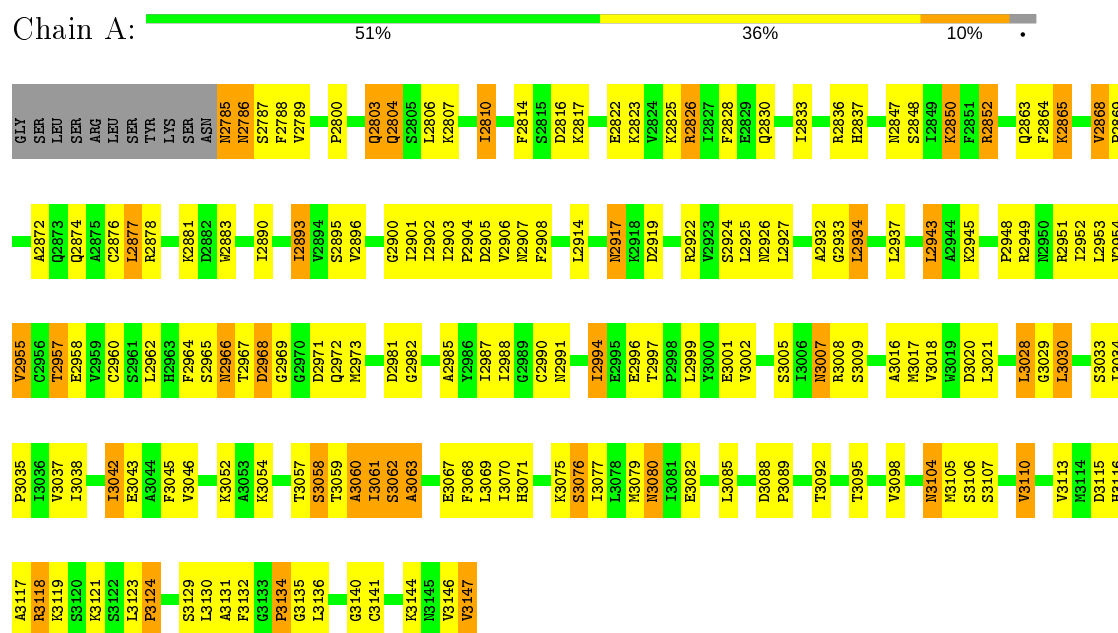 Chain A:
51% 36% 10% •
GLY SER LEU SER ARG LEU SER TYR LYS SER ASN N2785 N2786 S2787 F2788 V2789 P2800 Q2803 Q2804 S2805 L2806 K2807 I2810 F2814 S2815 D2816 K2817 E2822 K2823 V2824 K2825 R2826 I2827 F2828 E2829 Q2830 I2833 R2836 H2837 N2847 S2848 I2849 K2850 F2851 R2852 Q2863 F2864 K2865 V2868
A2872 Q2873 Q2874 A2875 C2876 L2877 R2878 K2881 D2882 W2883 I2890 I2893 V2894 S2895 V2896 G2900 I2901 I2902 I2903 P2904 D2905 V2906 N2907 F2908 L2914 N2917 K2918 D2919 R2922 V2923 S2924 L2925 N2926 L2927 A2932 G2933 L2934 L2937 L2943 A2944 K2945 P2948 R2949 N2950 R2951 I2952 L2953
V2955 C2956 T2957 E2958 V2959 C2960 S2961 L2962 H2963 F2964 S2965 N2966 T2967 D2968 G2969 G2970 D2971 Q2972 M2973 D2981 G2982 A2985 Y2986 I2987 I2988 G2989 C2990 N2991 I2994 E2995 E2996 T2997 P2998 L2999 Y3000 E3001 V3002 S3005 I3006 N3007 R3008 S3009 A3016 M3017 V3018 W3019 D3020 L3021 L3028 G3029 L3030 S3033 I3034
P3035 I3036 V3037 I3038 I3042 E3043 A3044 F3045 V3046 K3052 A3053 K3054 T3057 S3058 T3059 A3060 I3061 S3062 A3063 E3067 F3068 L3069 I3070 H3071 K3075 S3076 I3077 L3078 M3079 N3080 I3081 E3082 L3085 D3088 P3089 T3092 T3095 V3098 N3104 M3105 S3106 S3107 V3110 V3113 M3114 D3115
A3117 R3118 K3119 S3120 K3121 S3122 L3123 P3124 S3129 L3130 A3131 F3132 G3133 P3134 G3135 L3136 G3140 C3141 K3144 N3145 V3146 V3147